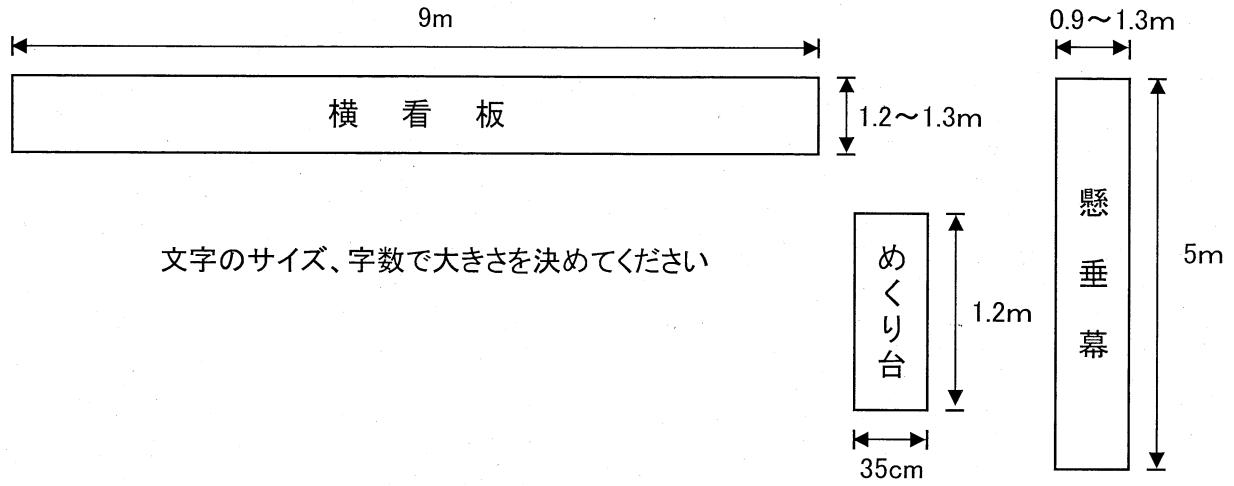 9m
0.9～1.3m
横 看 板
1.2～1.3m
懸垂幕
5m
文字のサイズ、字数で大きさを決めてください
めくり台
1.2m
35cm